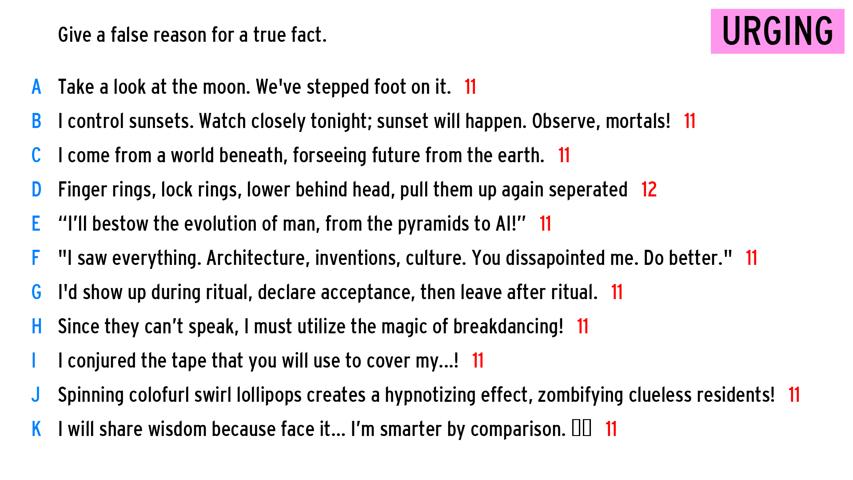 Give a false reason for a true fact.
URGING
A Take a look at the moon. We've stepped foot on it. 11
B I control sunsets. Watch closely tonight; sunset will happen. Observe, mortals! 11
C I come from a world beneath, forseeing future from the earth. 11
D Finger rings, lock rings, lower behind head, pull them up again seperated 12
E “I’ll bestow the evolution of man, from the pyramids to AI!” 11
F "I saw everything. Architecture, inventions, culture. You dissapointed me. Do better." 11
G I'd show up during ritual, declare acceptance, then leave after ritual. 11
H Since they can’t speak, I must utilize the magic of breakdancing! 11
I I conjured the tape that you will use to cover my...! 11
J Spinning colofurl swirl lollipops creates a hypnotizing effect, zombifying clueless residents! 11
K I will share wisdom because face it... I’m smarter by comparison. 11